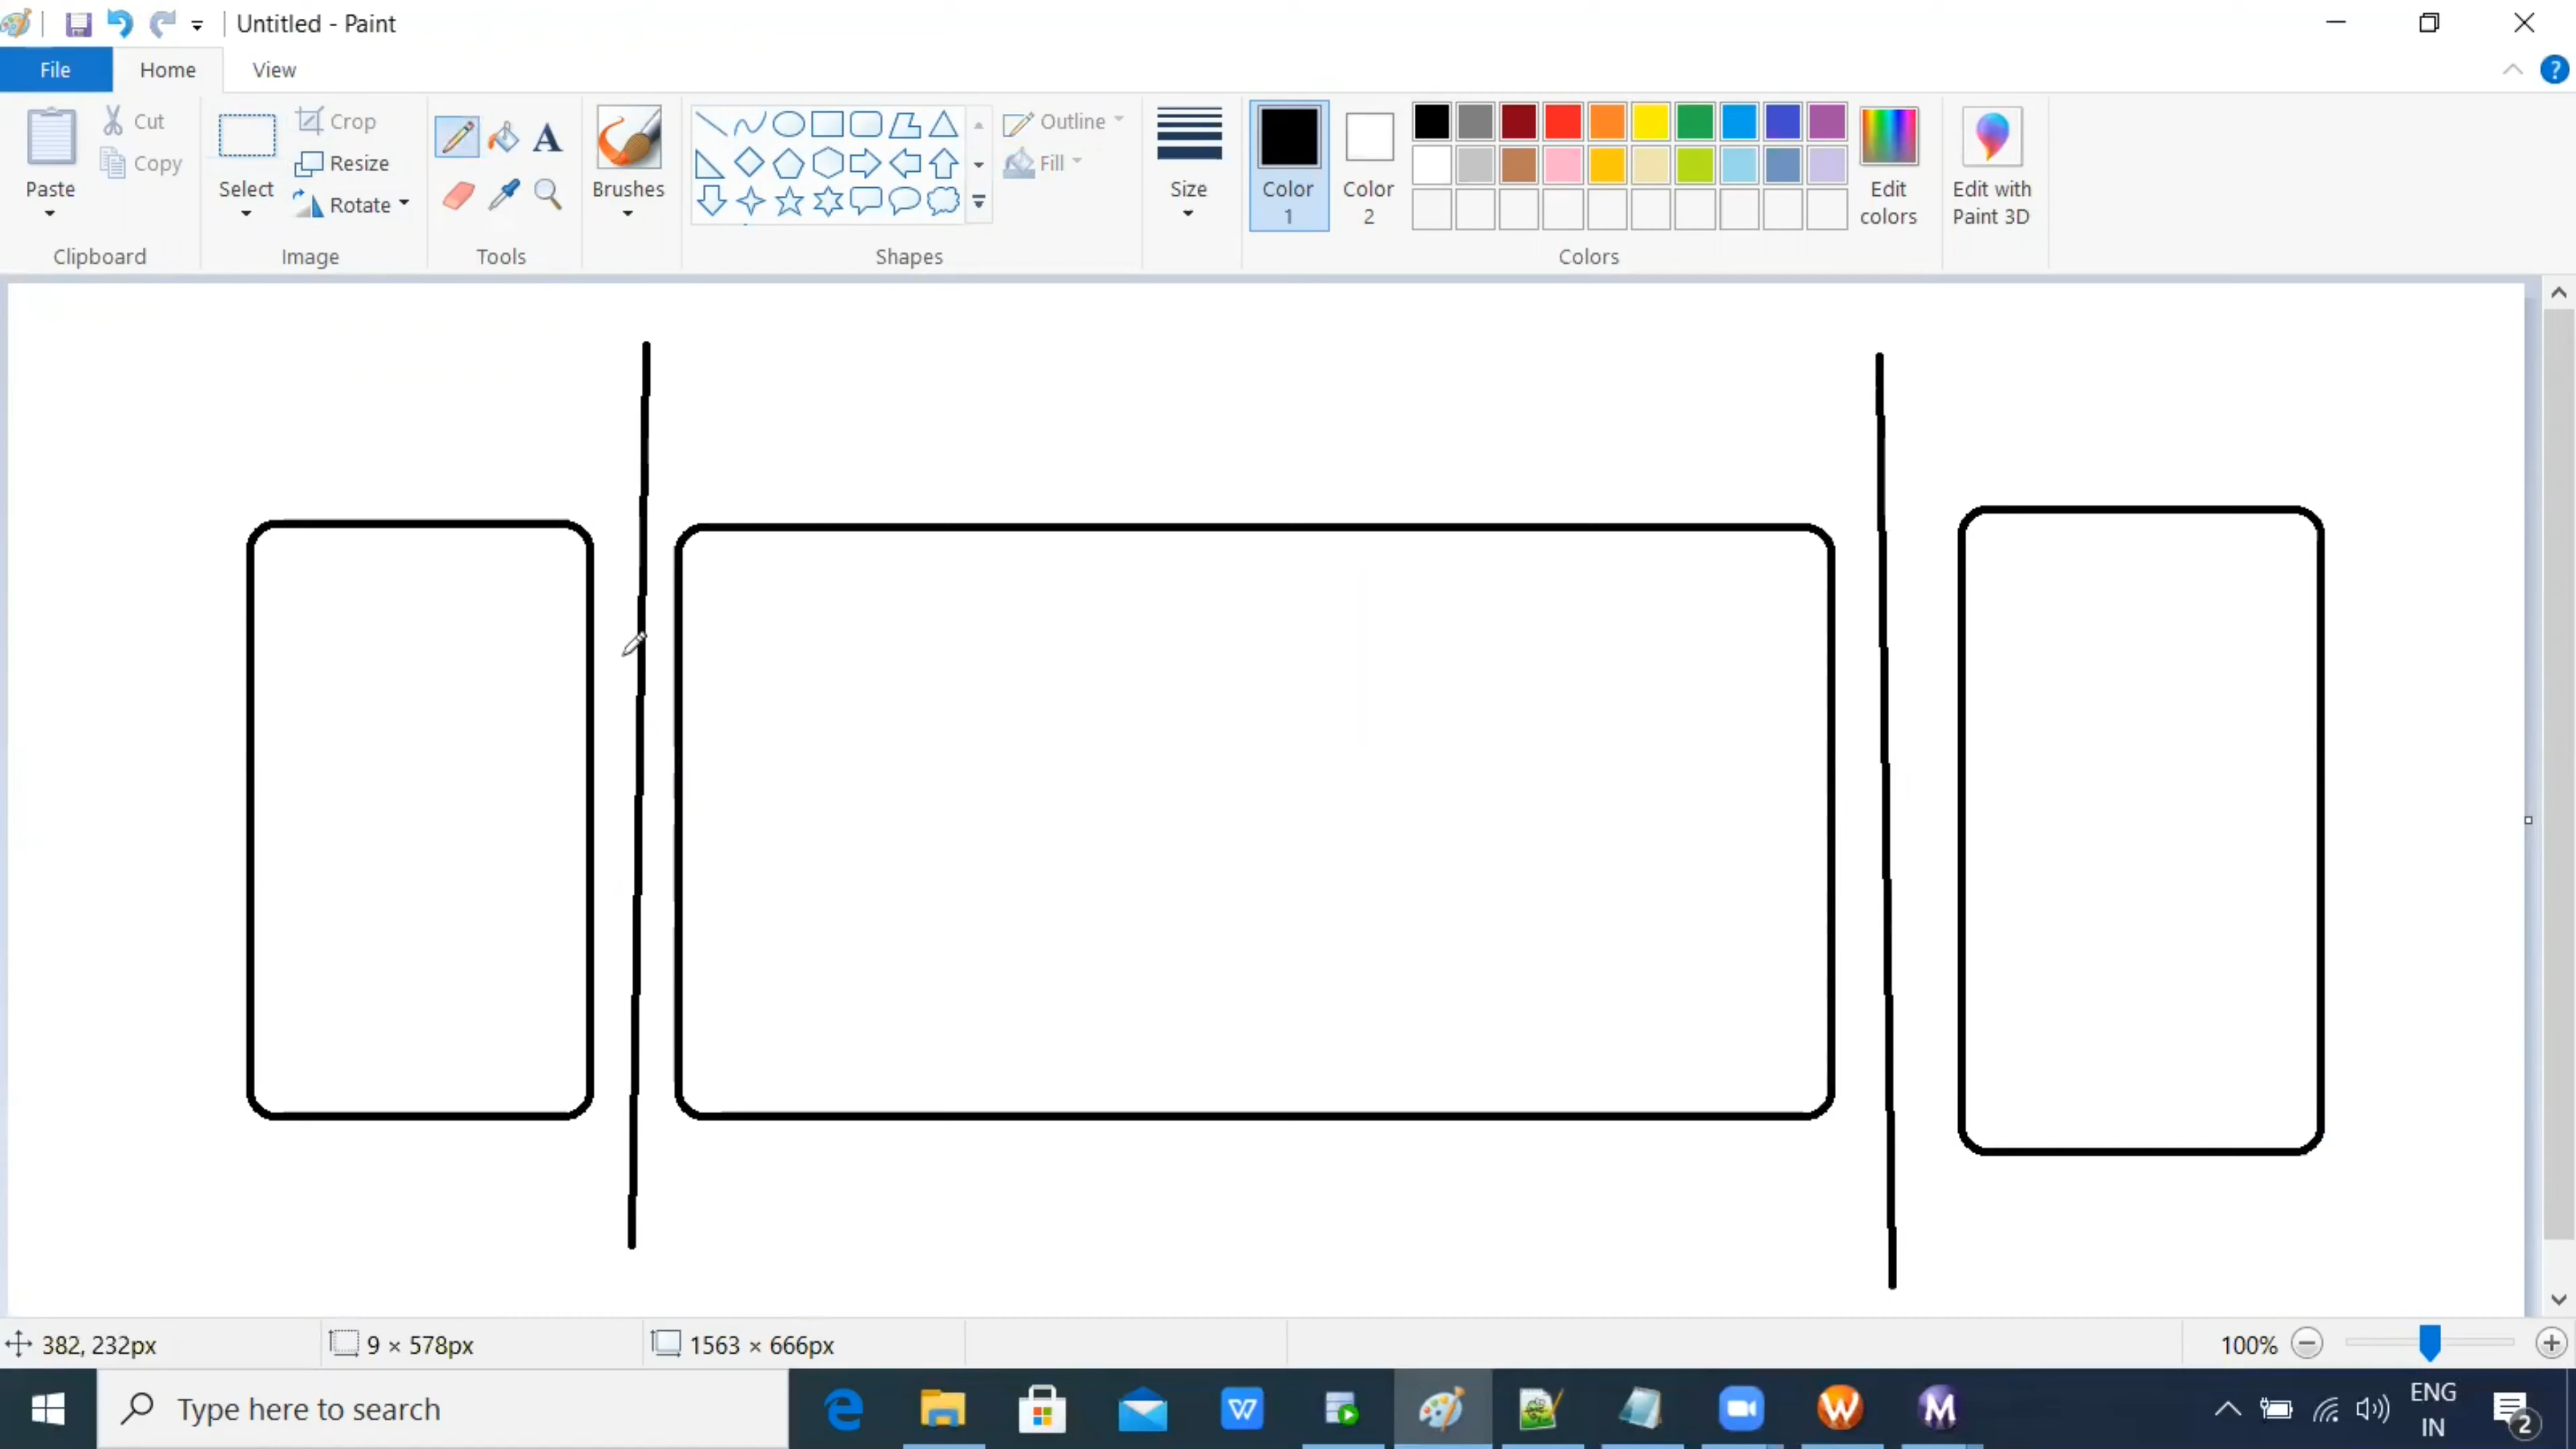 Untitled - Paint
File Home View
Paste
Cut
Copy
Clipboard
Select
Crop
Resize
Rotate
Image
A
Tools
Brushes
Outline
Fill
Shapes
Size
Color 1
Color 2
Edit colors
Edit with Paint 3D
Colors
382, 232px 9 × 578px 1563 × 666px 100%
Type here to search
ENG
IN
2